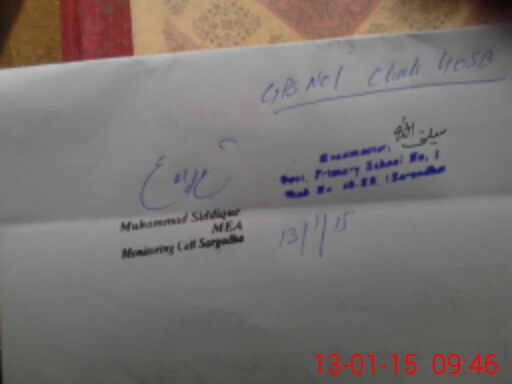 GPS No 1 Chak 40SB
Headmaster,
Govt. Primary School No. 1
Chak No 40-SB, (Sargodha
Muhammad Siddique
MEA
Monitoring Cell Sargodha
13/1/15
13-01-15 09:46